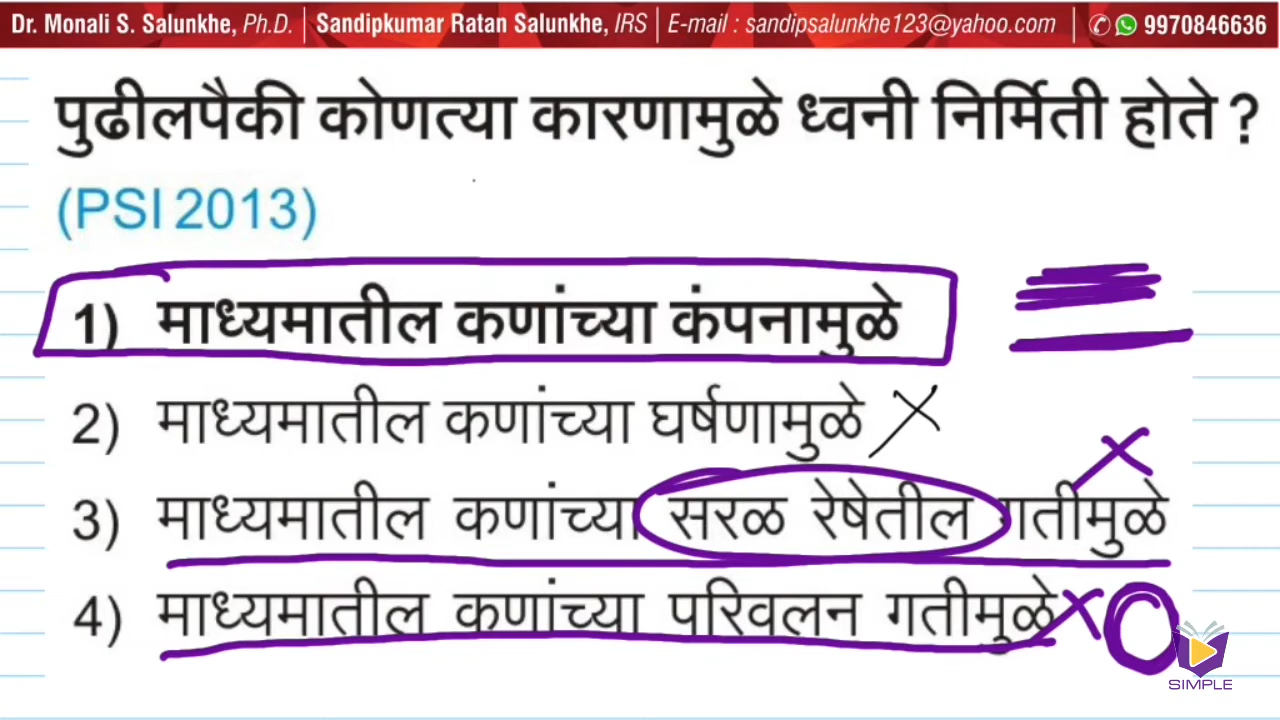 Dr. Monali S. Salunkhe, Ph.D. | Sandipkumar Ratan Salunkhe, IRS | E-mail : sandipsalunkhe123@yahoo.com | 9970846636
पुढीलपैकी कोणत्या कारणामुळे ध्वनी निर्मिती होते ?
(PSI 2013)
1) माध्यमातील कणांच्या कंपनामुळे
2) माध्यमातील कणांच्या घर्षणामुळे
3) माध्यमातील कणांच्या सरळ रेषेतील गतीमुळे
4) माध्यमातील कणांच्या परिवलन गतीमुळे
SIMPLE